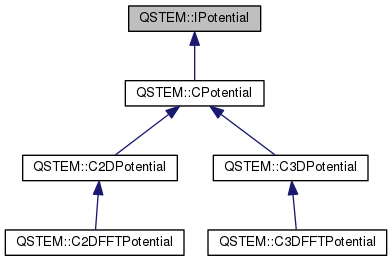 QSTEM::IPotential
QSTEM::CPotential
QSTEM::C2DPotential
QSTEM::C3DPotential
QSTEM::C2DFFTPotential
QSTEM::C3DFFTPotential